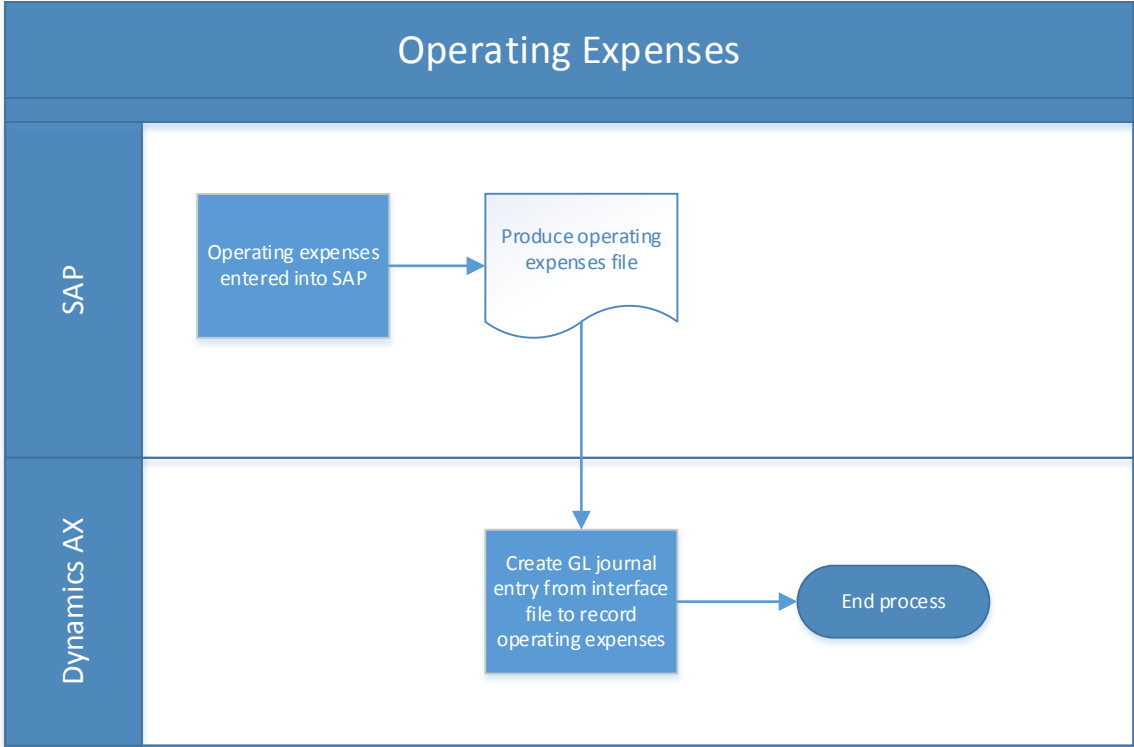 Operating Expenses
SAP
Operating expenses
entered into SAP
Produce operating
expenses file
Dynamics AX
Create GL journal
entry from interface
file to record
operating expenses
End process